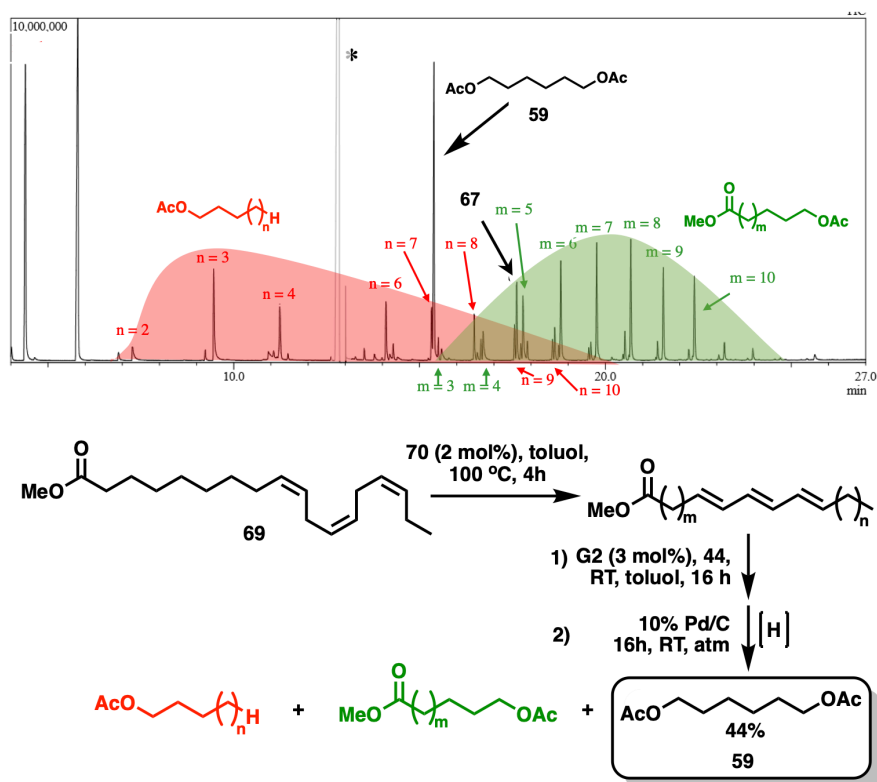 10,000,000
*
AcO
OAc
59
67
m = 5
AcO
n
H
n = 7
n = 8
n = 3
n = 4
n = 6
n = 2
m = 6
m = 7
m = 8
m = 9
m = 10
O
MeO
m
OAc
10.0
20.0
27.0
min
m = 3
m = 4
n = 9
n = 10
O
MeO
69
70 (2 mol%), toluol,
100 ºC, 4h
O
MeO
m
n
1) G2 (3 mol%), 44,
RT, toluol, 16 h
2)
10% Pd/C
16h, RT, atm
[H]
AcO
n
H
+
O
MeO
m
OAc
+
AcO
OAc
44%
59